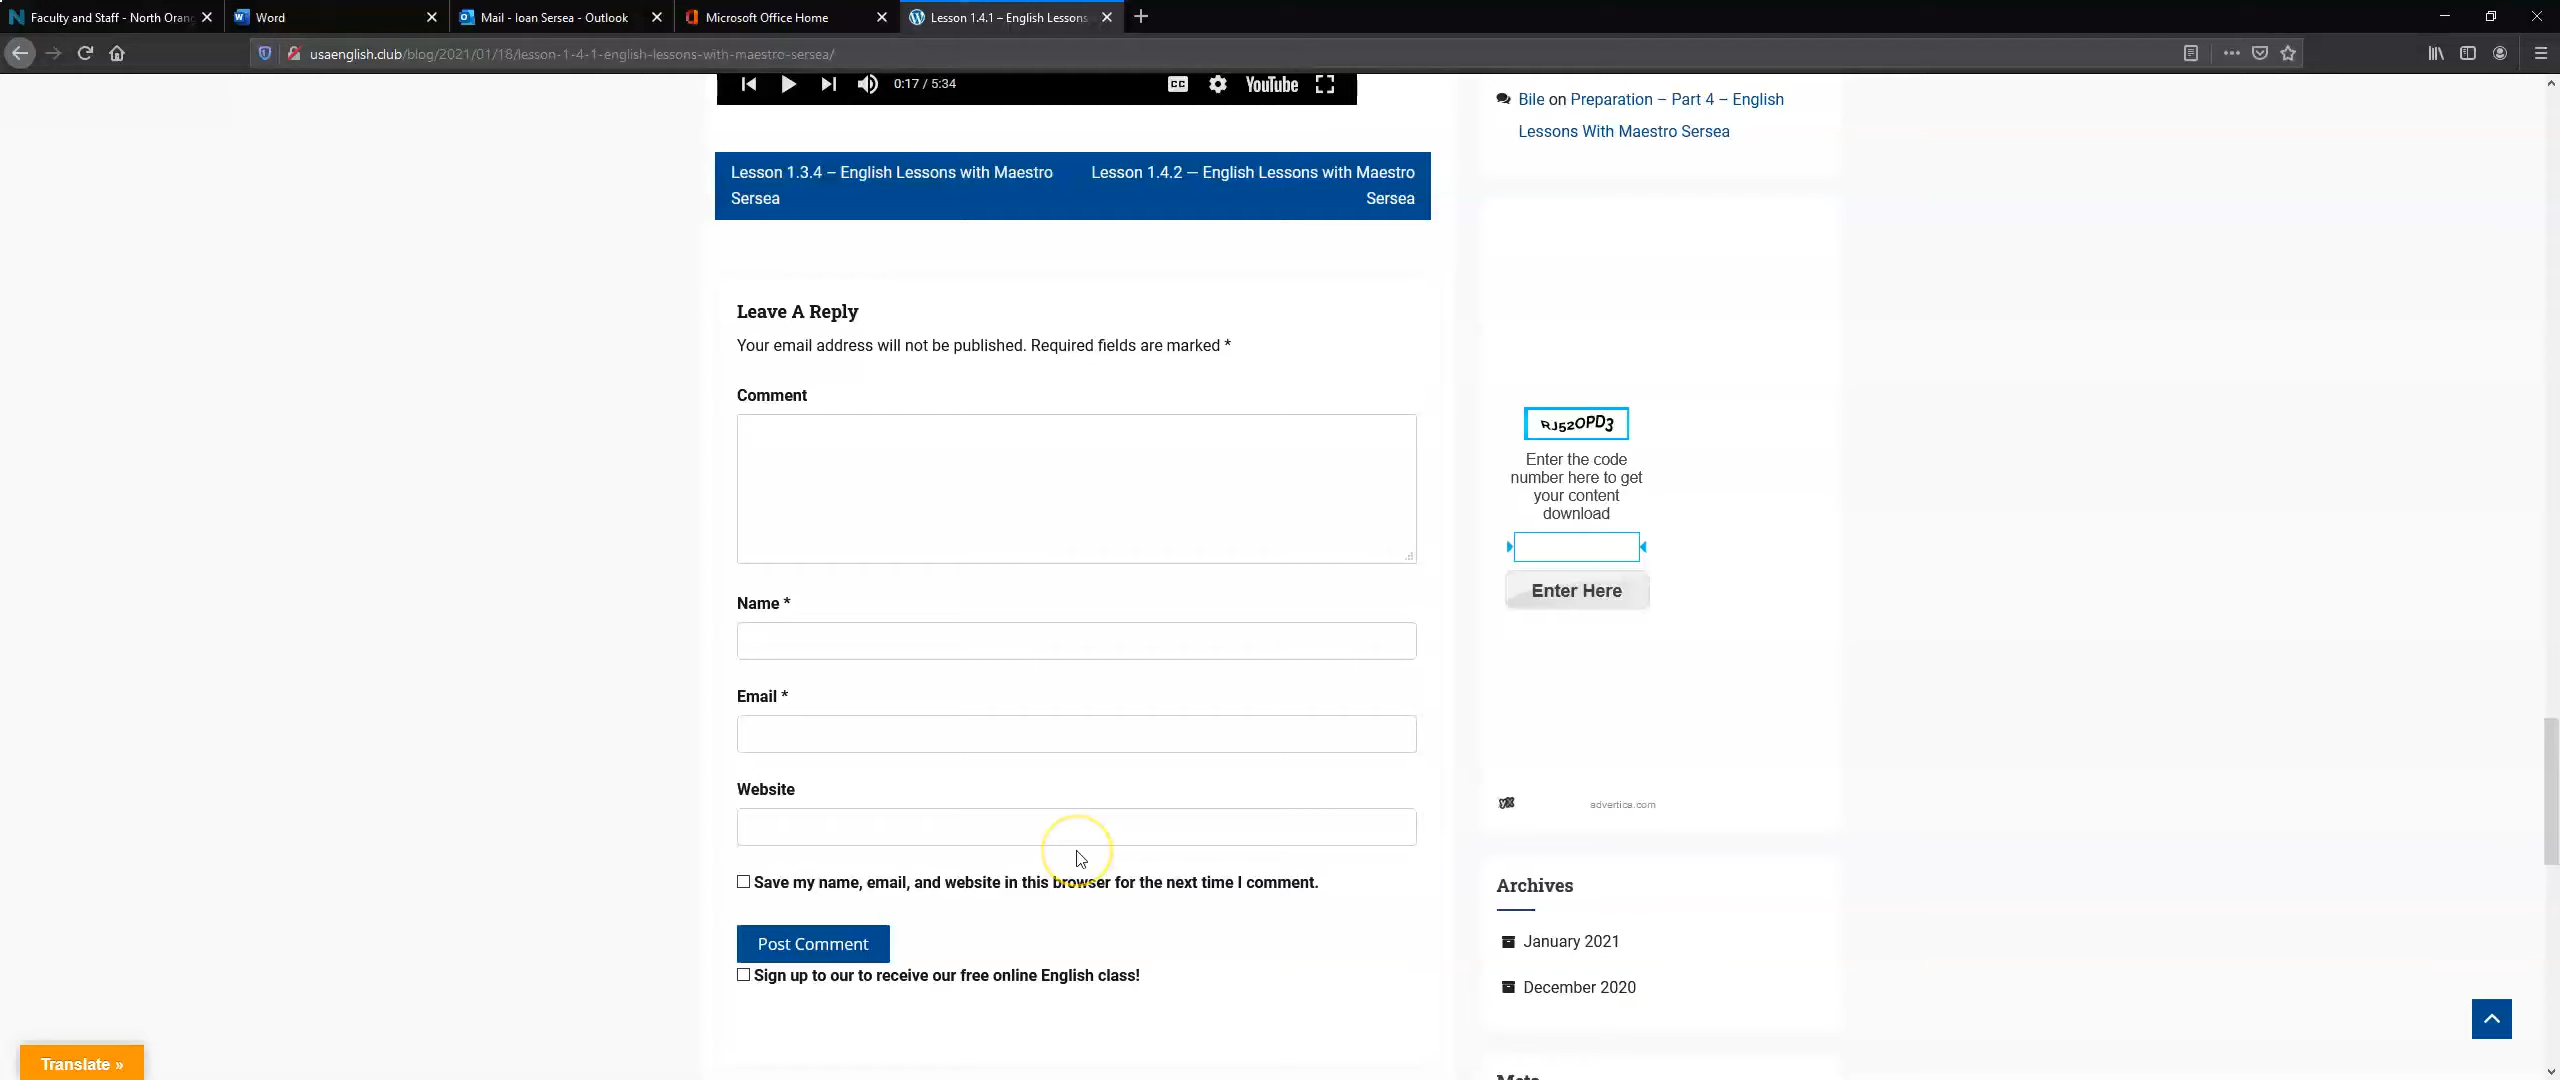 Faculty and Staff - North Oran
Word
Mail - Ioan Sersea - Outlook
Microsoft Office Home
Lesson 1.4.1 – English Lessons
usaenglish.club/blog/2021/01/18/lesson-1-4-1-english-lessons-with-maestro-sersea/
0:17 / 5:34
CC
YouTube
Lesson 1.3.4 – English Lessons with Maestro
Sersea
Lesson 1.4.2 — English Lessons with Maestro
Sersea
Leave A Reply
Your email address will not be published. Required fields are marked *
Comment
Name *
Email *
Website
Save my name, email, and website in this browser for the next time I comment.
Post Comment
Sign up to our to receive our free online English class!
Translate »
Bile on Preparation – Part 4 – English
Lessons With Maestro Sersea
RJ52OPD3
Enter the code
number here to get
your content
download
Enter Here
advertica.com
Archives
January 2021
December 2020